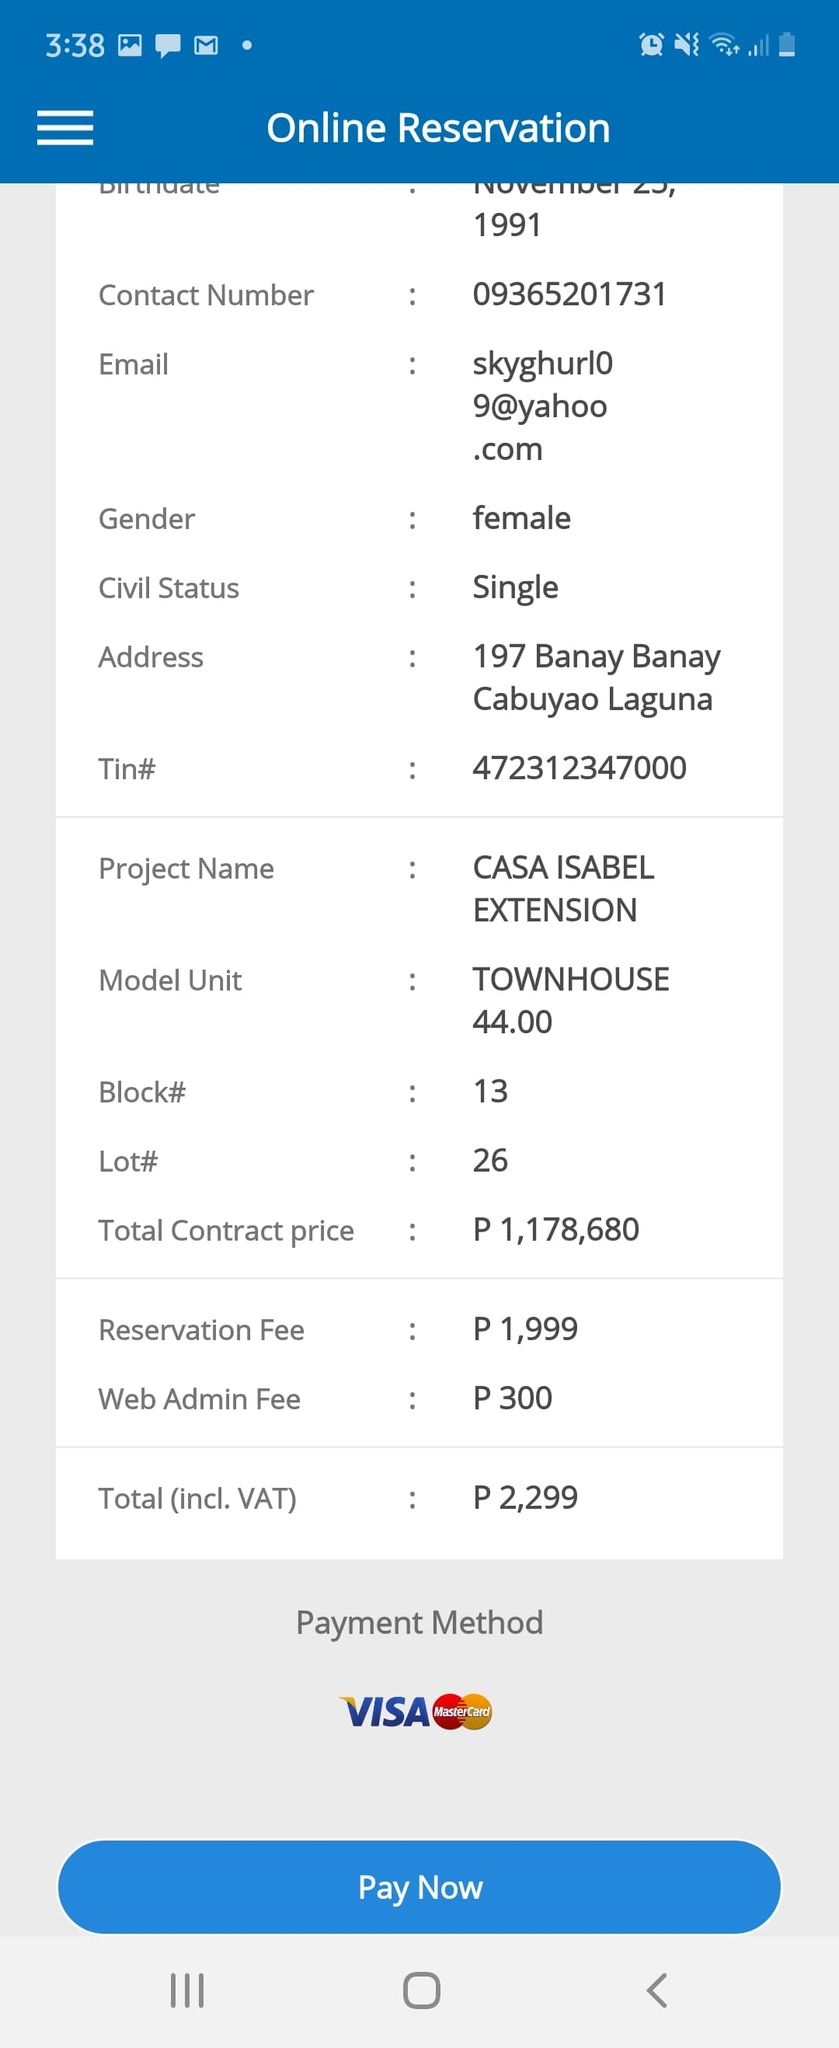 3:38
Online Reservation
Birthdate : November 25,
1991
Contact Number : 09365201731
Email : skyghurl0
9@yahoo
.com
Gender : female
Civil Status : Single
Address : 197 Banay Banay
Cabuyao Laguna
Tin# : 472312347000
Project Name : CASA ISABEL
EXTENSION
Model Unit : TOWNHOUSE
44.00
Block# : 13
Lot# : 26
Total Contract price : P 1,178,680
Reservation Fee : P 1,999
Web Admin Fee : P 300
Total (incl. VAT) : P 2,299
Payment Method
VISA MasterCard
Pay Now